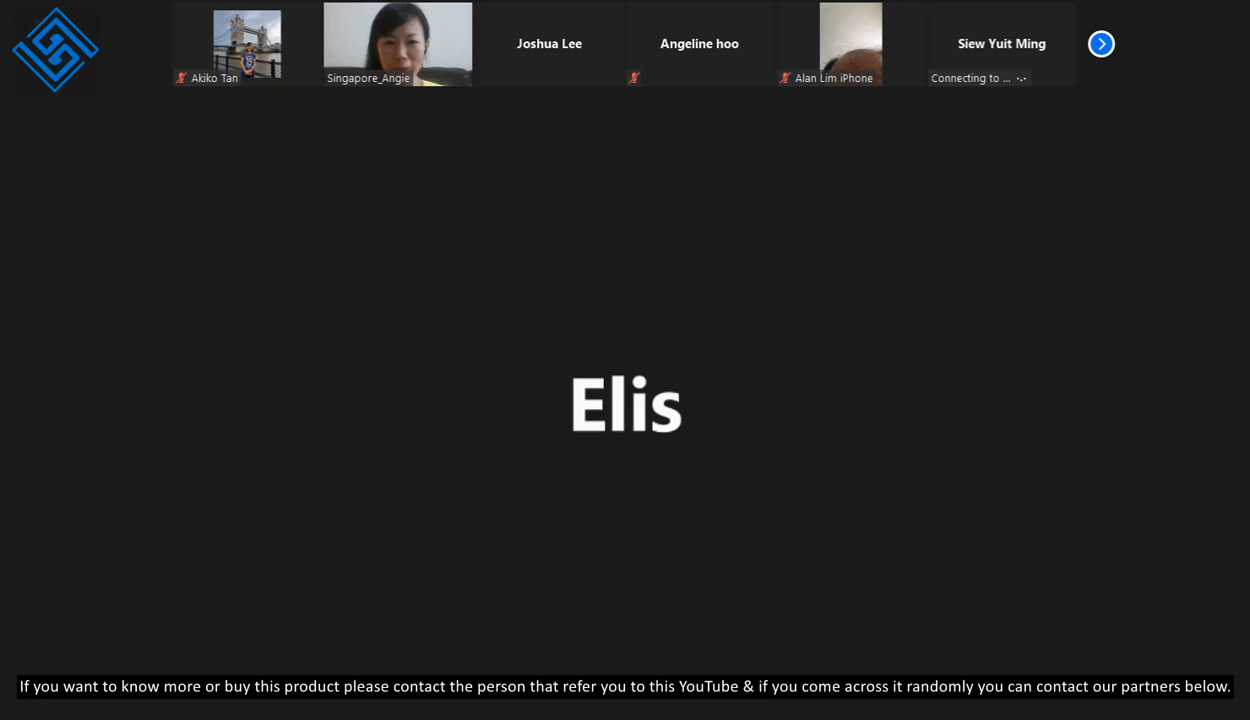 Joshua Lee
Angeline hoo
Siew Yuit Ming
Akiko Tan
Singapore_Angie
Alan Lim iPhone
Connecting to ...
Elis
If you want to know more or buy this product please contact the person that refer you to this YouTube & if you come across it randomly you can contact our partners below.